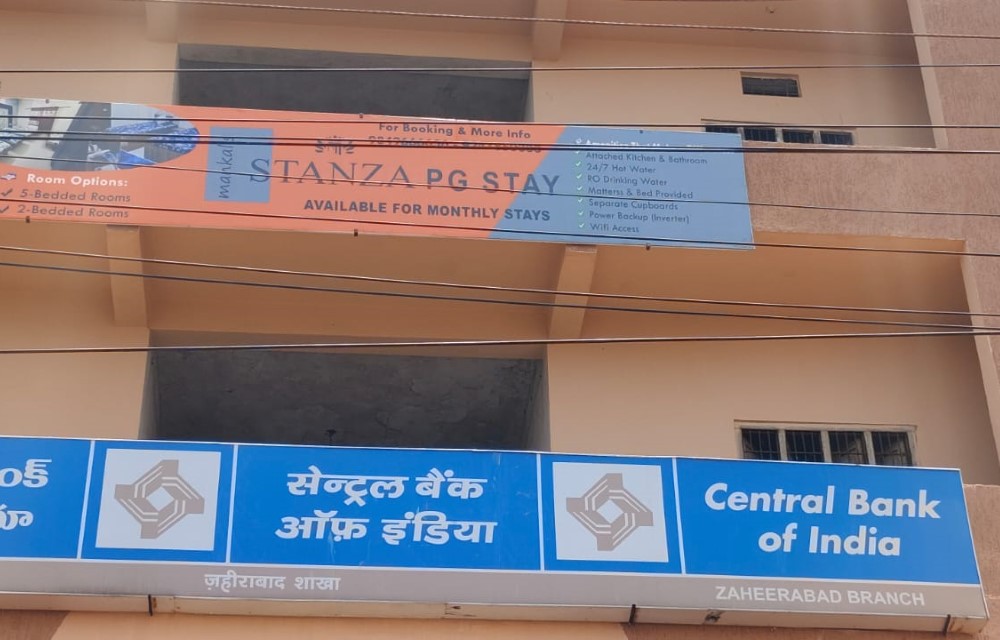 For Booking & More Info
mankali
STANZA PG STAY
AVAILABLE FOR MONTHLY STAYS
Room Options:
5-Bedded Rooms
2-Bedded Rooms
Attached Kitchen & Bathroom
24/7 Hot Water
RO Drinking Water
Matterss & Bed Provided
Separate Cupboards
Power Backup (Inverter)
Wifi Access
सेन्ट्रल बैंक
ऑफ़ इंडिया
ज़हीराबाद शाखा
Central Bank
of India
ZAHEERABAD BRANCH